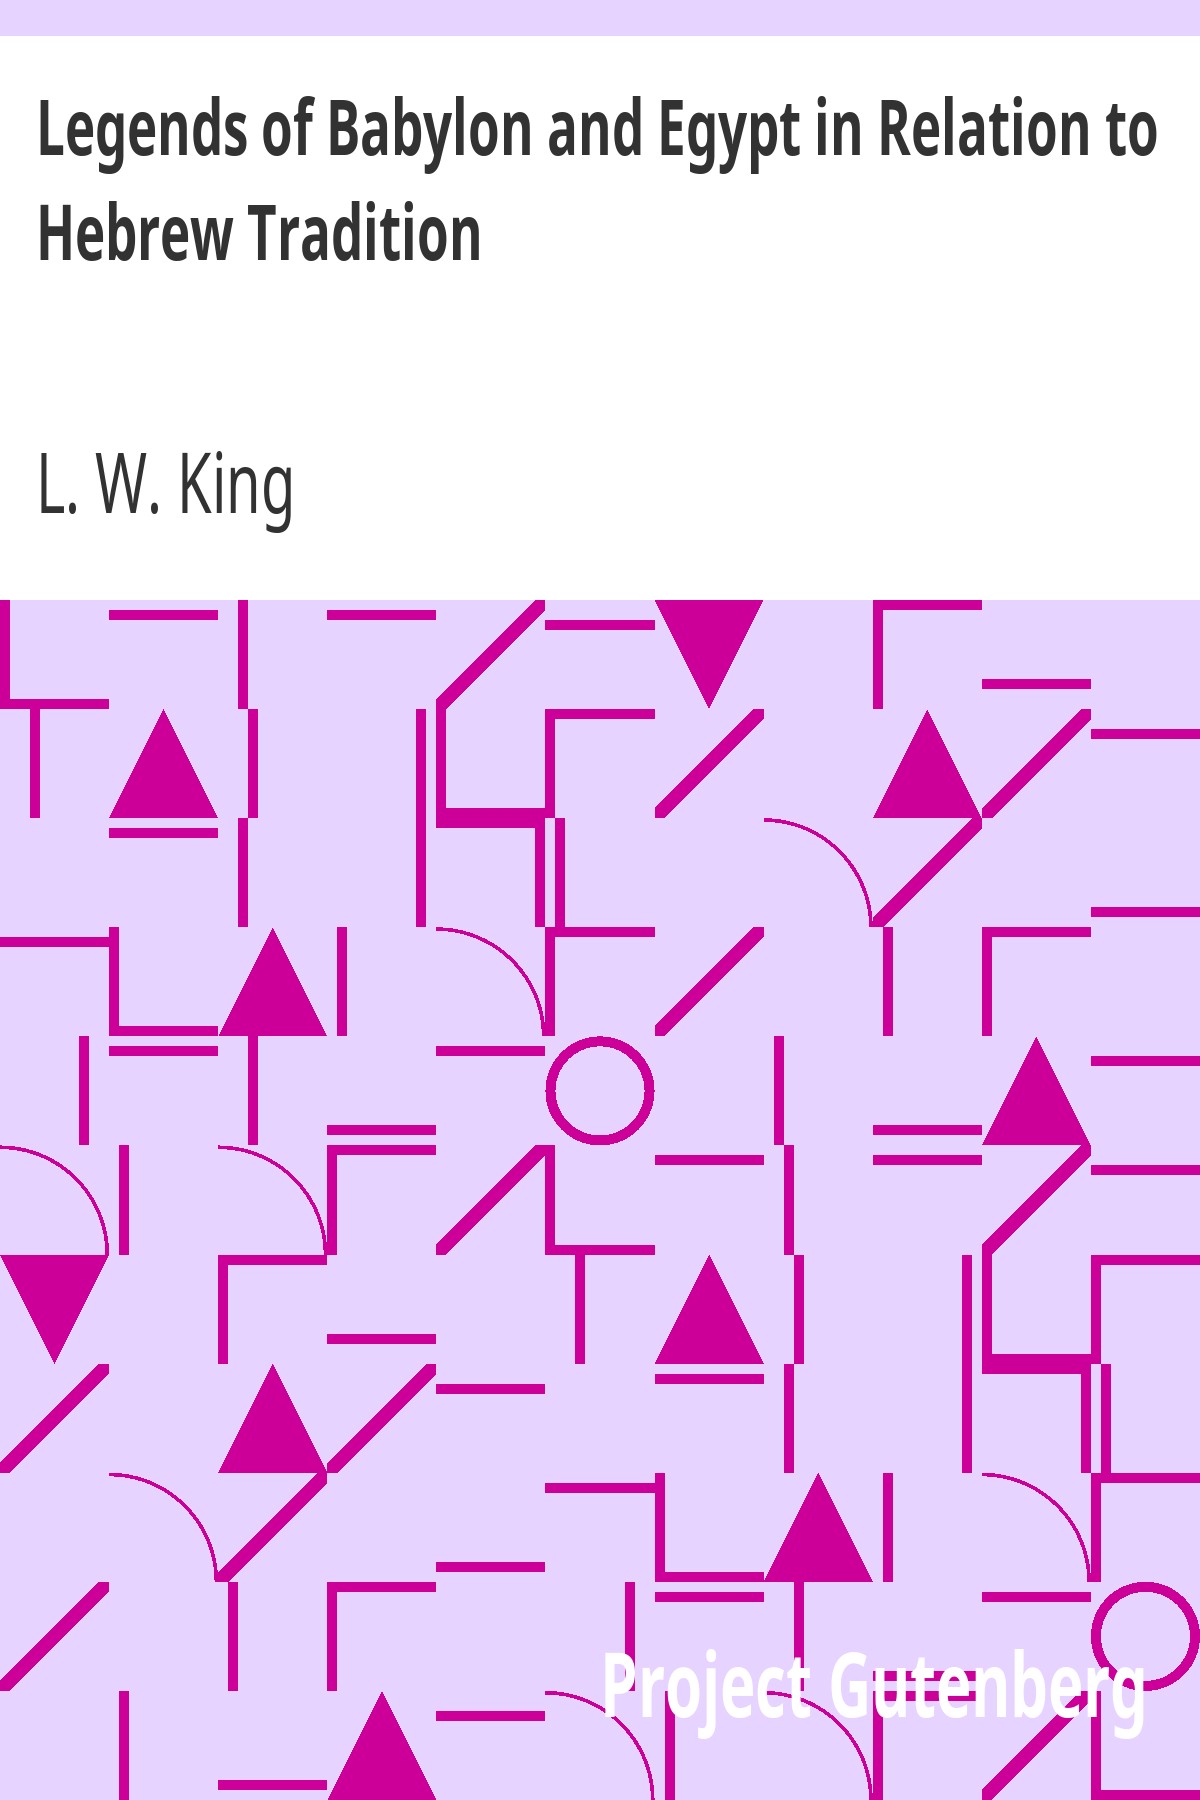 Legends of Babylon and Egypt in Relation to
Hebrew Tradition
L. W. King
Project Gutenberg